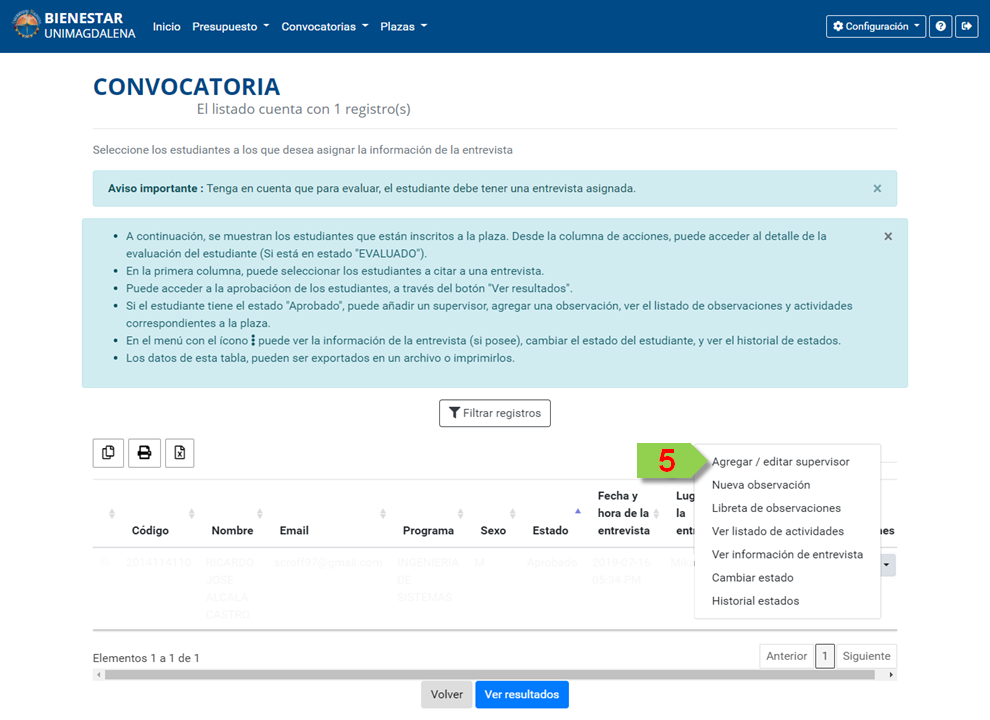 BIENESTAR
UNIMAGDALENA
Inicio Presupuesto Convocatorias Plazas
Configuración
CONVOCATORIA
El listado cuenta con 1 registro(s)
Seleccione los estudiantes a los que desea asignar la información de la entrevista
Aviso importante : Tenga en cuenta que para evaluar, el estudiante debe tener una entrevista asignada. ×
• A continuación, se muestran los estudiantes que están inscritos a la plaza. Desde la columna de acciones, puede acceder al detalle de la
evaluación del estudiante (Si está en estado "EVALUADO"). ×
• En la primera columna, puede seleccionar los estudiantes a citar a una entrevista.
• Puede acceder a la aprobacióon de los estudiantes, a través del botón "Ver resultados".
• Si el estudiante tiene el estado "Aprobado", puede añadir un supervisor, agregar una observación, ver el listado de observaciones y actividades
correspondientes a la plaza.
• En el menú con el ícono puede ver la información de la entrevista (si posee), cambiar el estado del estudiante, y ver el historial de estados.
• Los datos de esta tabla, pueden ser exportados en un archivo o imprimirlos.
Filtrar registros
5
Agregar / editar supervisor
Nueva observación
Libreta de observaciones
Ver listado de actividades
Ver información de entrevista
Cambiar estado
Historial estados
Código Nombre Email Programa Sexo Estado
Fecha y
hora de la
entrevista
Lug
la
ent
nes
2014114110 RICARDO
JOSE
ALCALA
CASTRO
INGENIERIA
DE
SISTEMAS
M
Aprobado
2019-07-16
05:34 PM
Elementos 1 a 1 de 1
Anterior 1 Siguiente
Volver Ver resultados